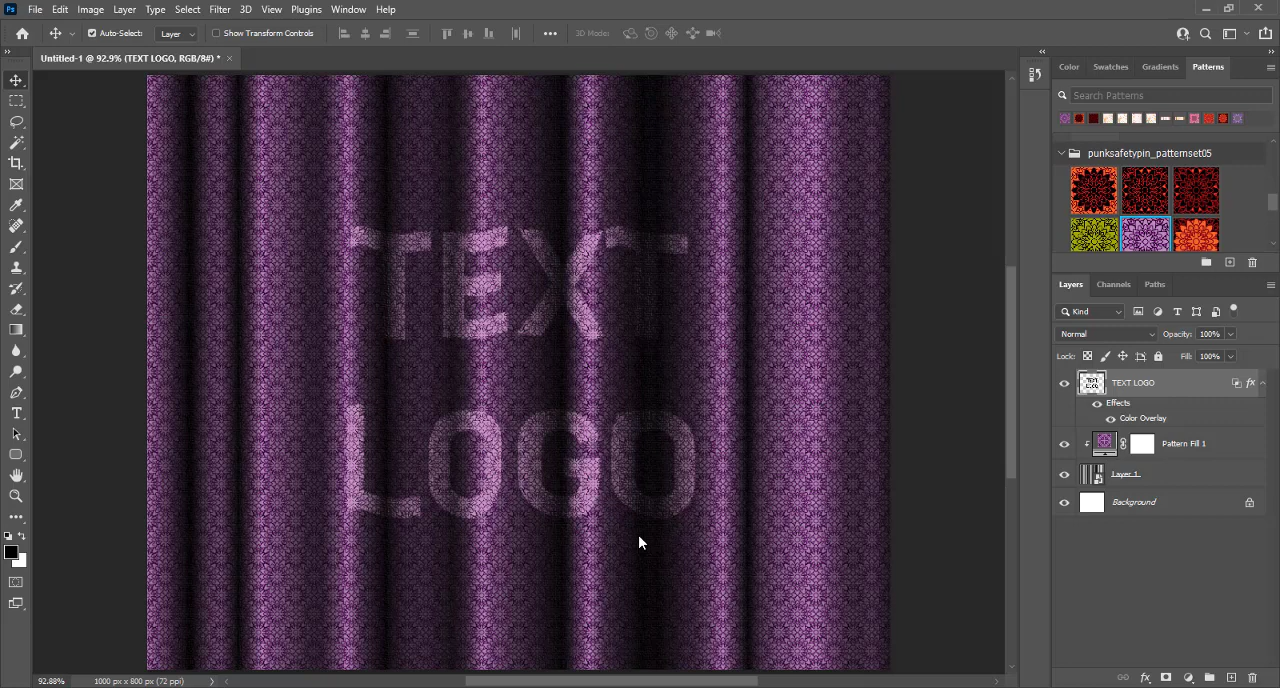 File Edit Image Layer Type Select Filter 3D View Plugins Window Help
Auto-Select: Layer Show Transform Controls 3D Mode:
Untitled-1 @ 92.9% (TEXT LOGO, RGB/8#) *
Color Swatches Gradients Patterns
Search Patterns
punksafetypin_patternset05
TEXT
LOGO
Layers Channels Paths
Kind
Normal Opacity: 100%
Lock: Fill: 100%
TEXT LOGO fx
Effects
Color Overlay
Pattern Fill 1
Layer 1
Background
92.88% 1000 px x 800 px (72 ppi)
fx